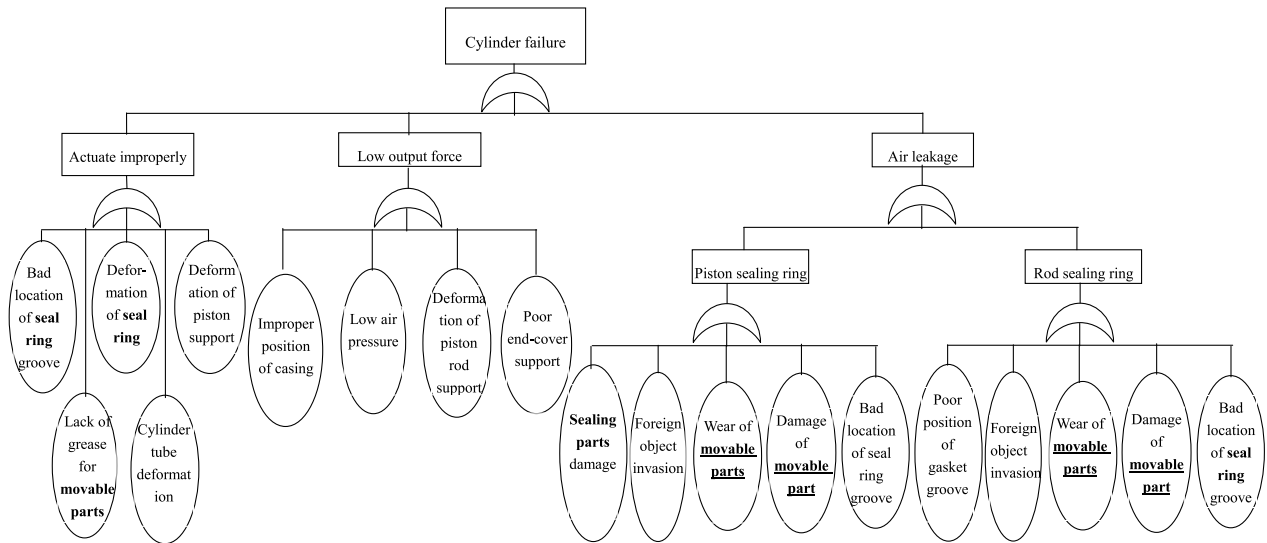 Cylinder failure
Actuate improperly
Low output force
Air leakage
Bad
location
of seal
ring
groove
Defor-
mation
of seal
ring
Deform
ation of
piston
support
Lack of
grease
for
movable
parts
Cylinder
tube
deformat
ion
Improper
position
of casing
Low air
pressure
Deforma
tion of
piston
rod
support
Poor
end-cover
support
Piston sealing ring
Rod sealing ring
Sealing
parts
damage
Foreign
object
invasion
Wear of
movable
parts
Damage
of
movable
part
Bad
location
of seal
ring
groove
Poor
position
of
gasket
groove
Foreign
object
invasion
Wear of
movable
parts
Damage
of
movable
part
Bad
location
of seal
ring
groove